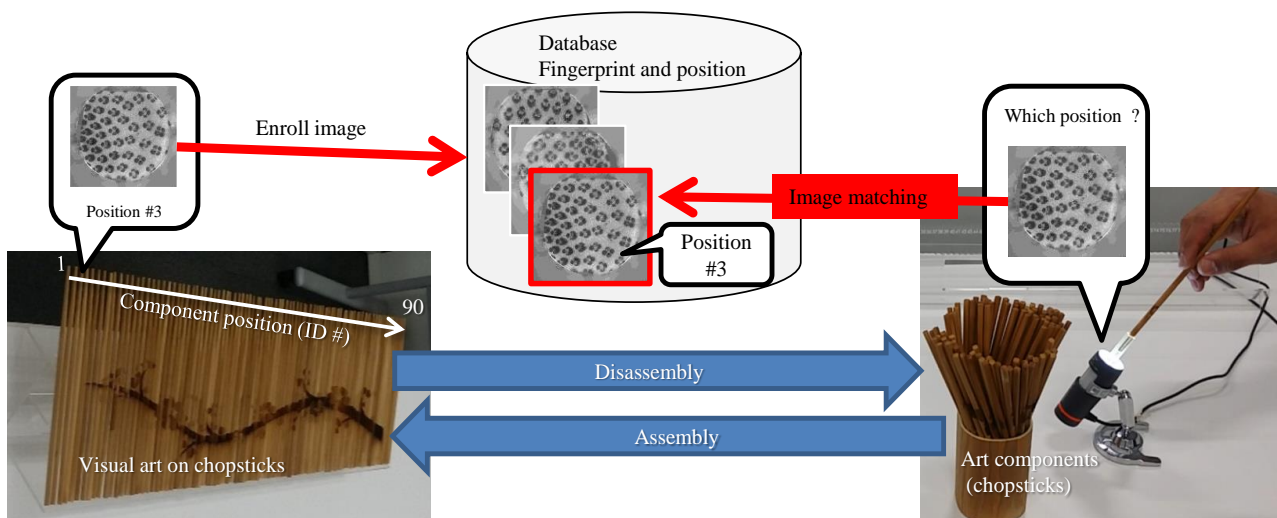 Database
Fingerprint and position
Enroll image
Position #3
Which position ?
Image matching
Position
#3
1
Component position (ID #)
90
Disassembly
Assembly
Visual art on chopsticks
Art components
(chopsticks)